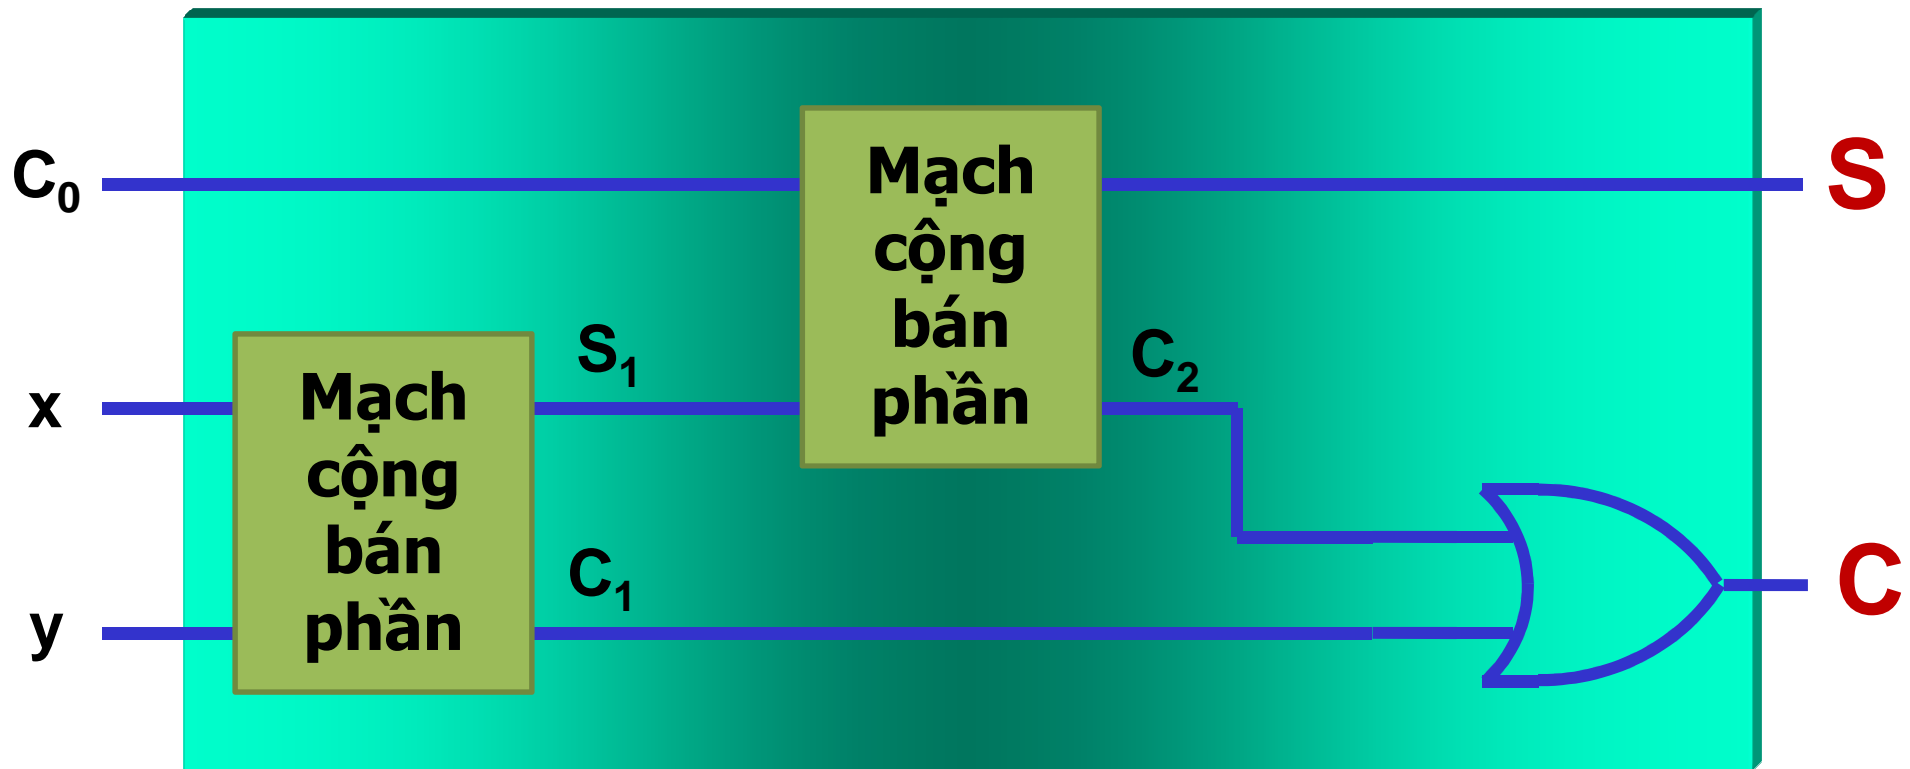 C₀
x
y
Mạch
cộng
bán
phần
S₁
C₁
Mạch
cộng
bán
phần
C₂
S
C